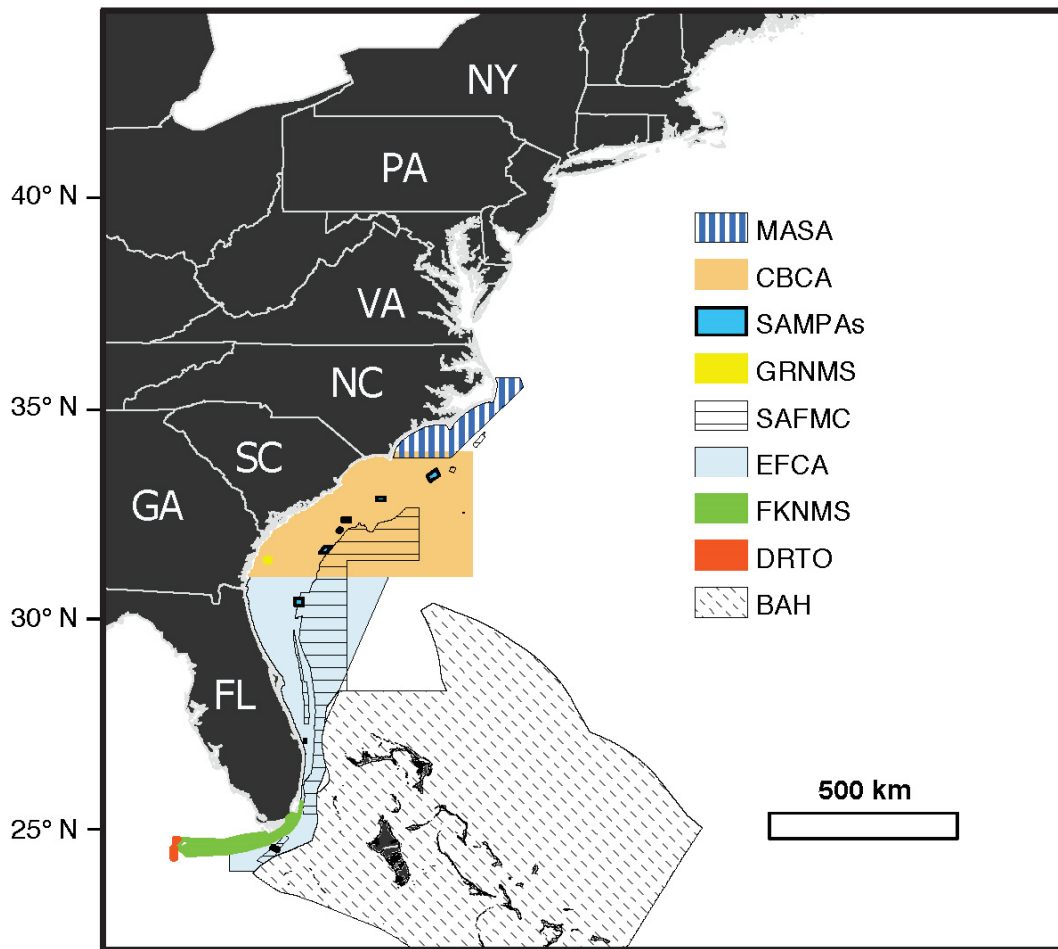 NY
PA
40° N
MASA
CBCA
VA
SAMPAs
NC
GRNMS
35° N
SAFMC
SC
EFCA
GA
FKNMS
DRTO
30° N
BAH
FL
500 km
25° N